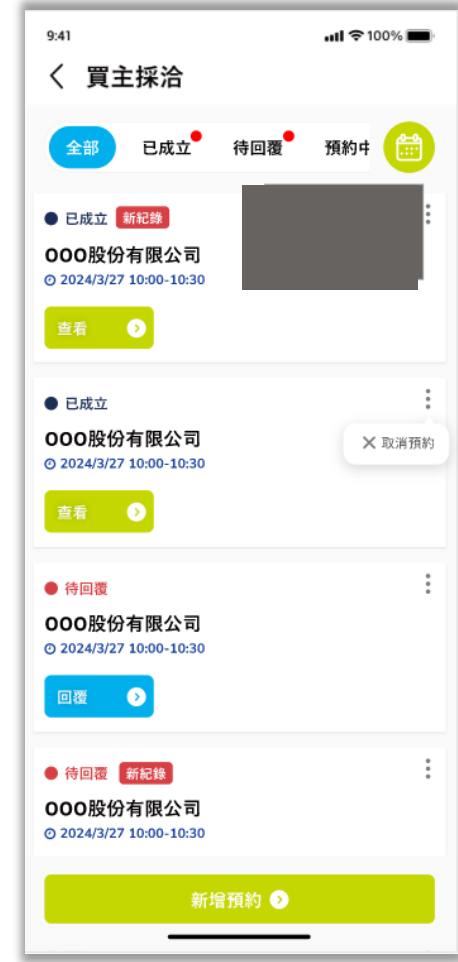 9:41 100%
買主採洽
全部 已成立 待回覆 預約中
已成立 新紀錄
OOO股份有限公司
2024/3/27 10:00-10:30
查看
已成立
OOO股份有限公司
取消預約
2024/3/27 10:00-10:30
查看
待回覆
OOO股份有限公司
2024/3/27 10:00-10:30
回覆
待回覆 新紀錄
OOO股份有限公司
2024/3/27 10:00-10:30
新增預約